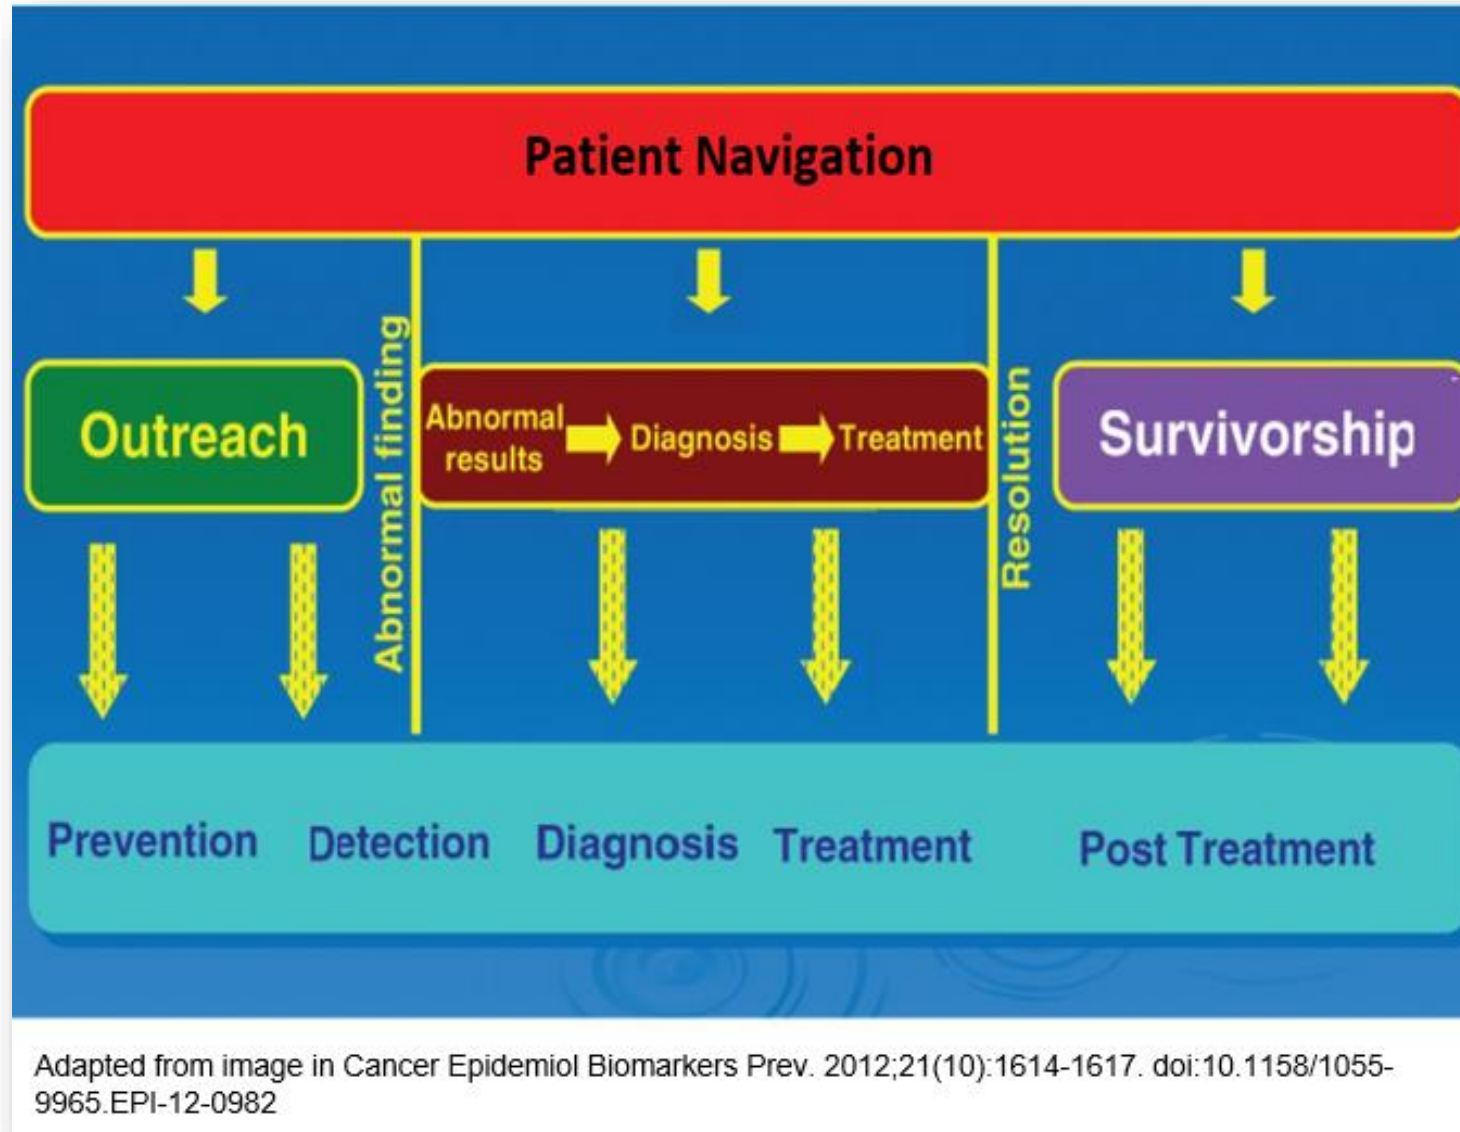 Patient Navigation
Outreach
Abnormal finding
Abnormal
results
Diagnosis
Treatment
Resolution
Survivorship
Prevention
Detection
Diagnosis
Treatment
Post Treatment
Adapted from image in Cancer Epidemiol Biomarkers Prev. 2012;21(10):1614-1617. doi:10.1158/1055-
9965.EPI-12-0982